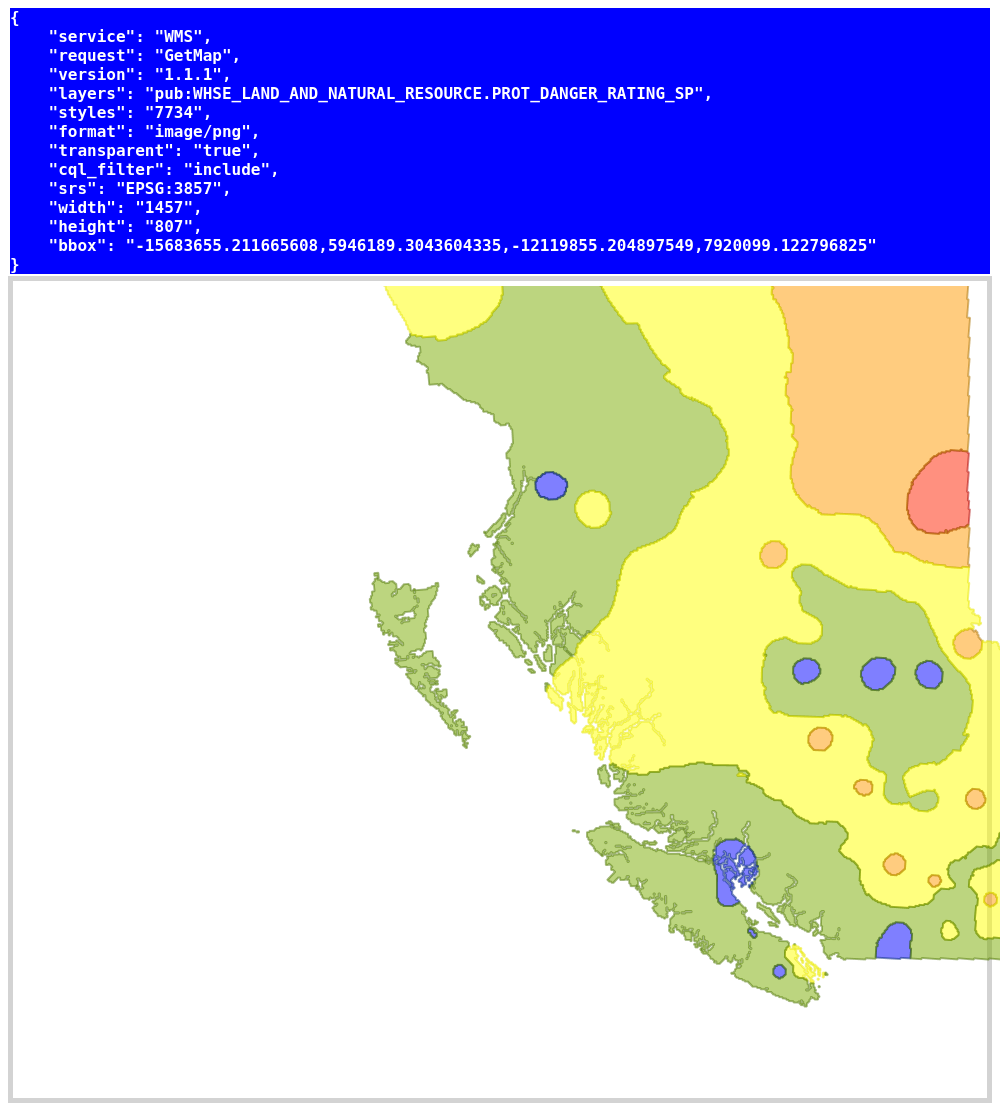 {
    "service": "WMS",
    "request": "GetMap",
    "version": "1.1.1",
    "layers": "pub:WHSE_LAND_AND_NATURAL_RESOURCE.PROT_DANGER_RATING_SP",
    "styles": "7734",
    "format": "image/png",
    "transparent": "true",
    "cql_filter": "include",
    "srs": "EPSG:3857",
    "width": "1457",
    "height": "807",
    "bbox": "-15683655.211665608,5946189.3043604335,-12119855.204897549,7920099.122796825"
}